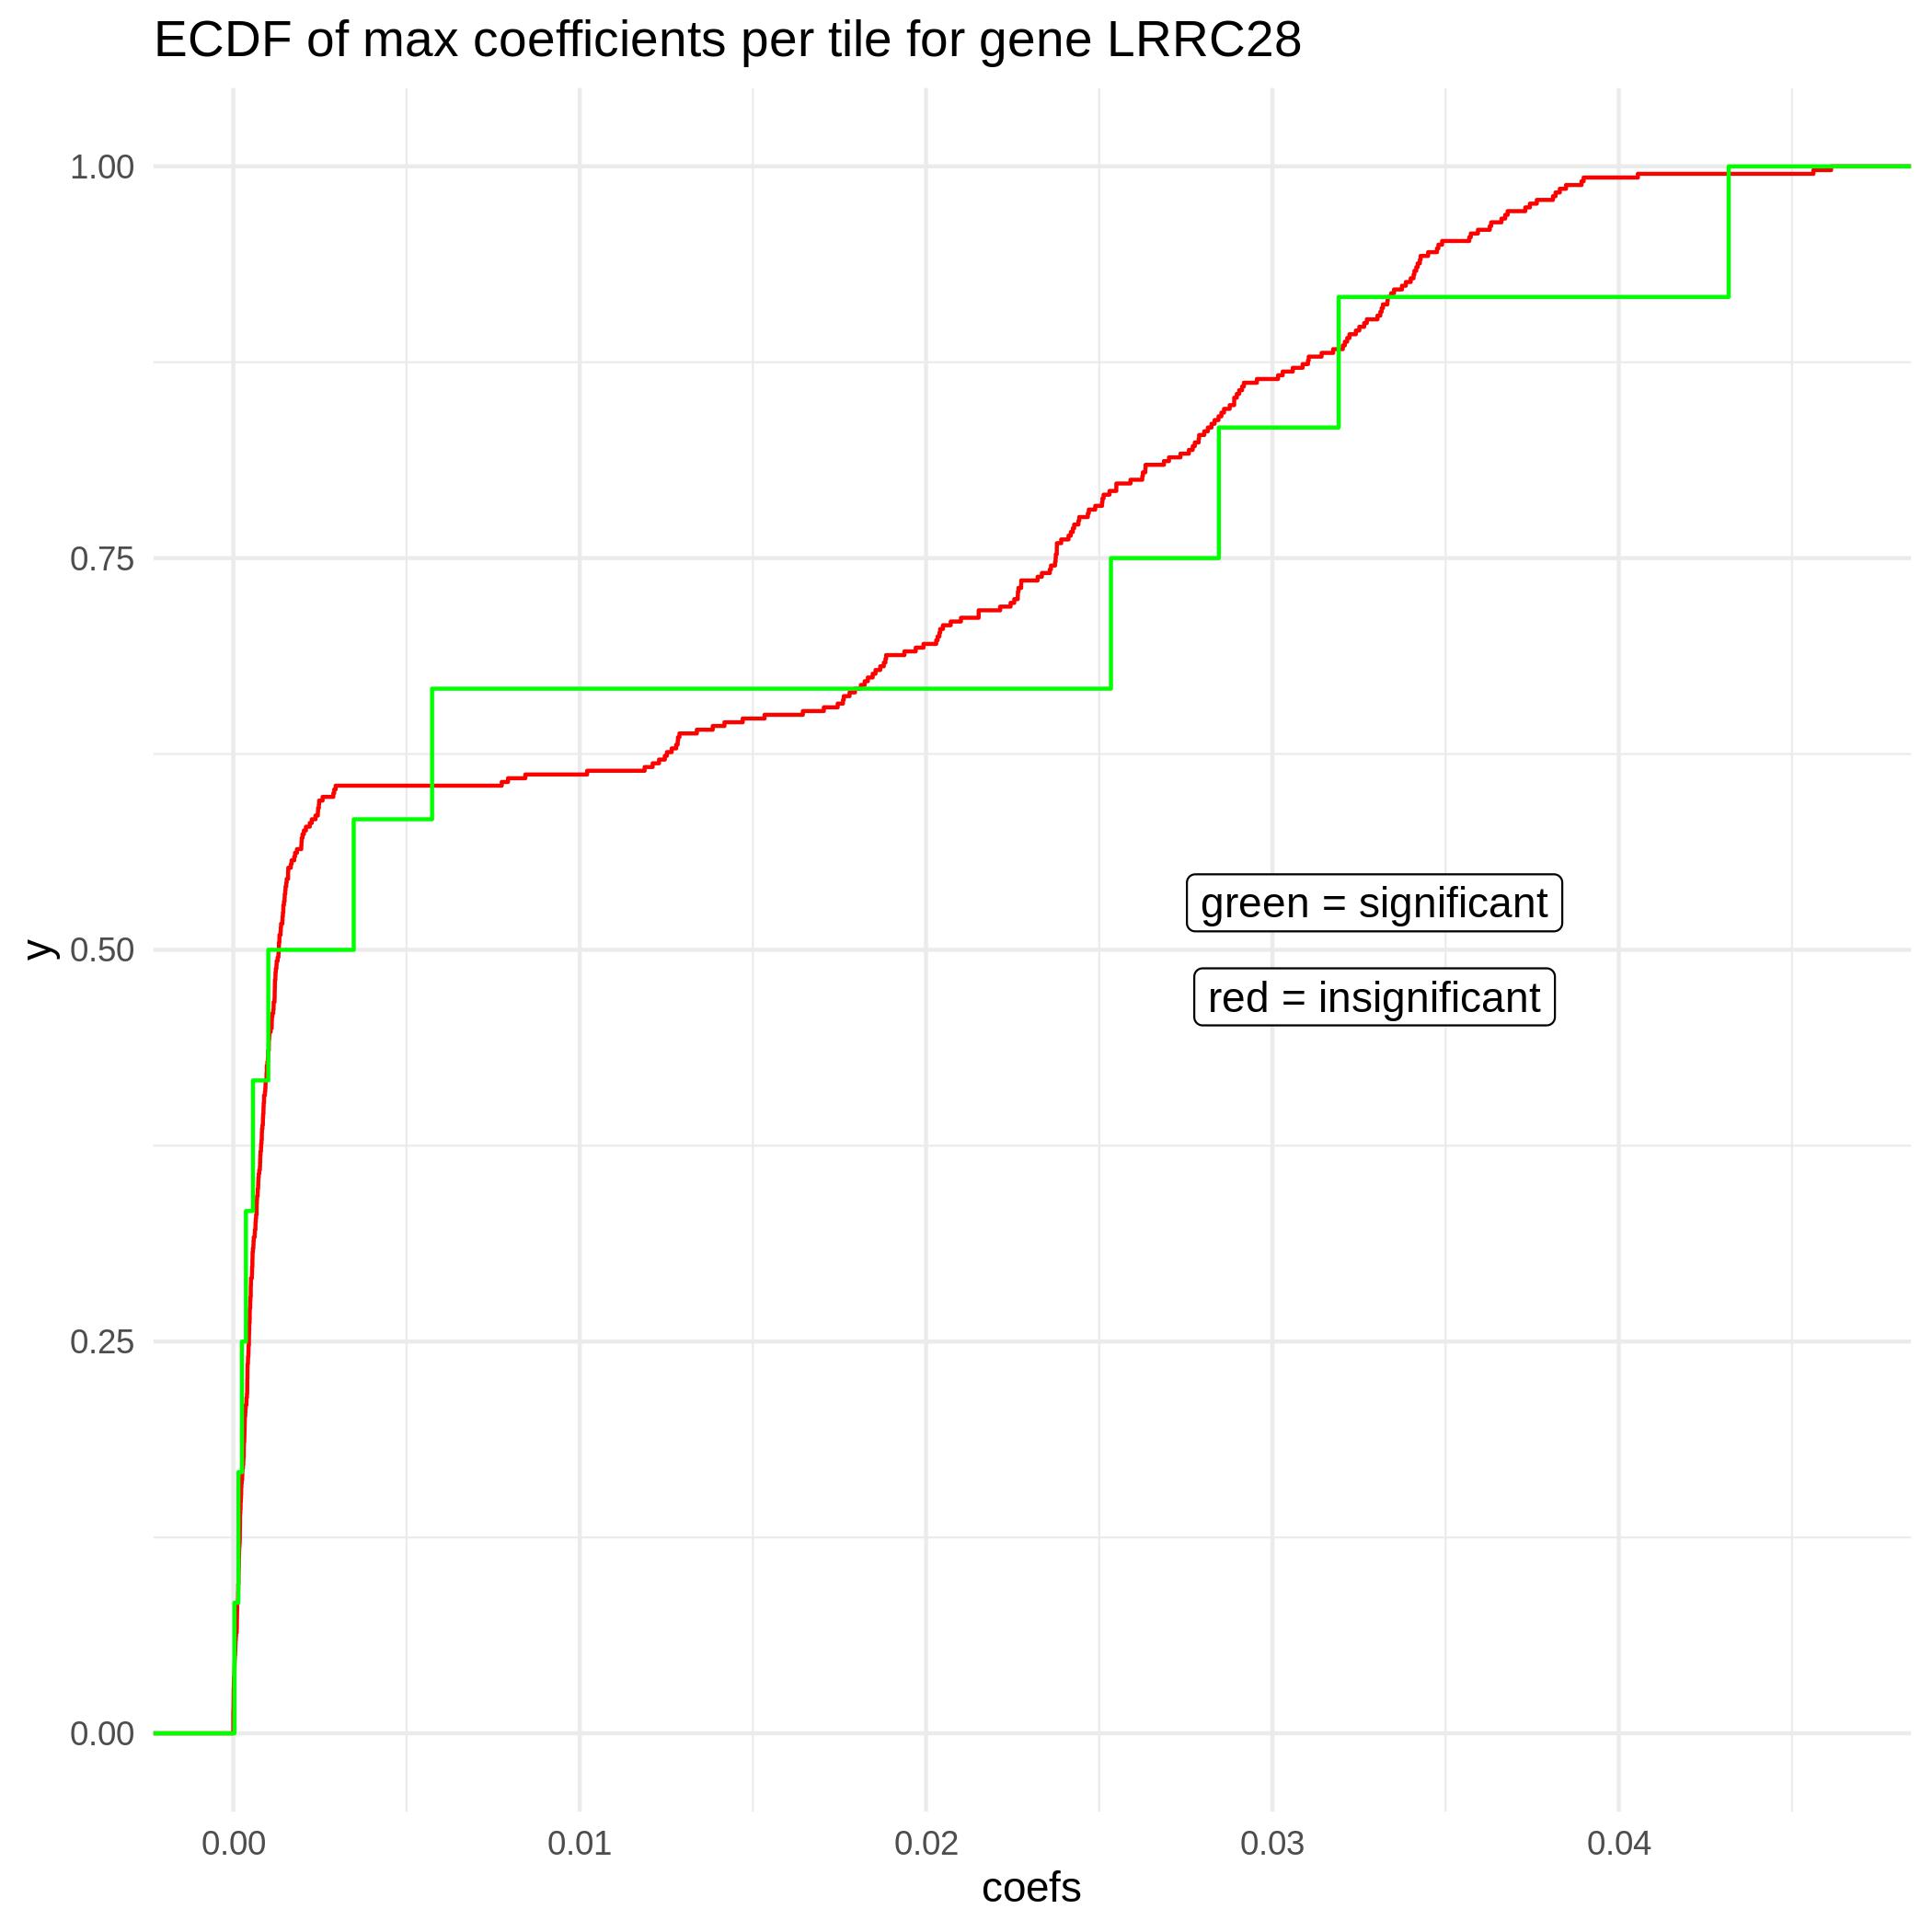 ECDF of max coefficients per tile for gene LRRC28
1.00
0.75
0.50
0.25
0.00
y
green = significant
red = insignificant
0.00 0.01 0.02 0.03 0.04
coefs